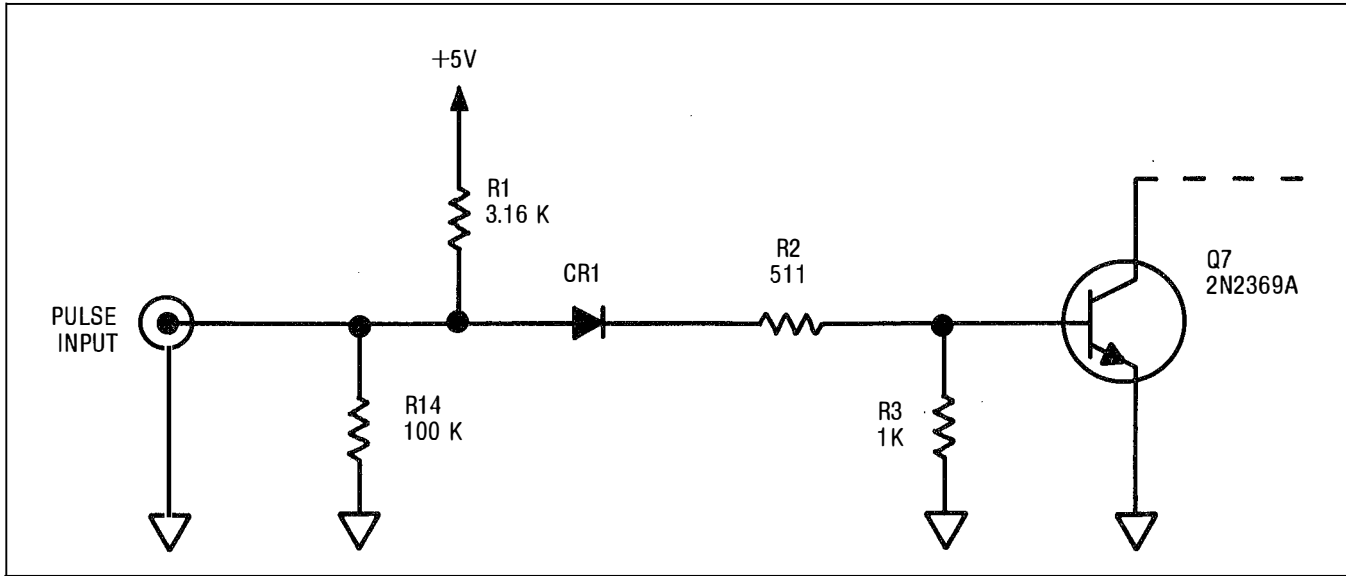 +5V
R1
3.16 K
CR1
R2
511
Q7
2N2369A
PULSE
INPUT
R14
100 K
R3
1K